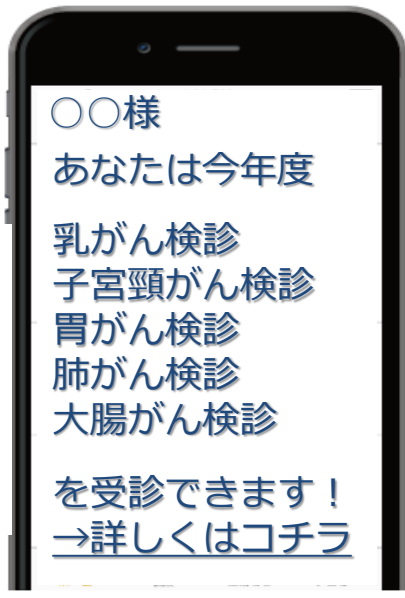 ○○様
あなたは今年度
乳がん検診
子宮頸がん検診
胃がん検診
肺がん検診
大腸がん検診
を受診できます！
→詳しくはコチラ